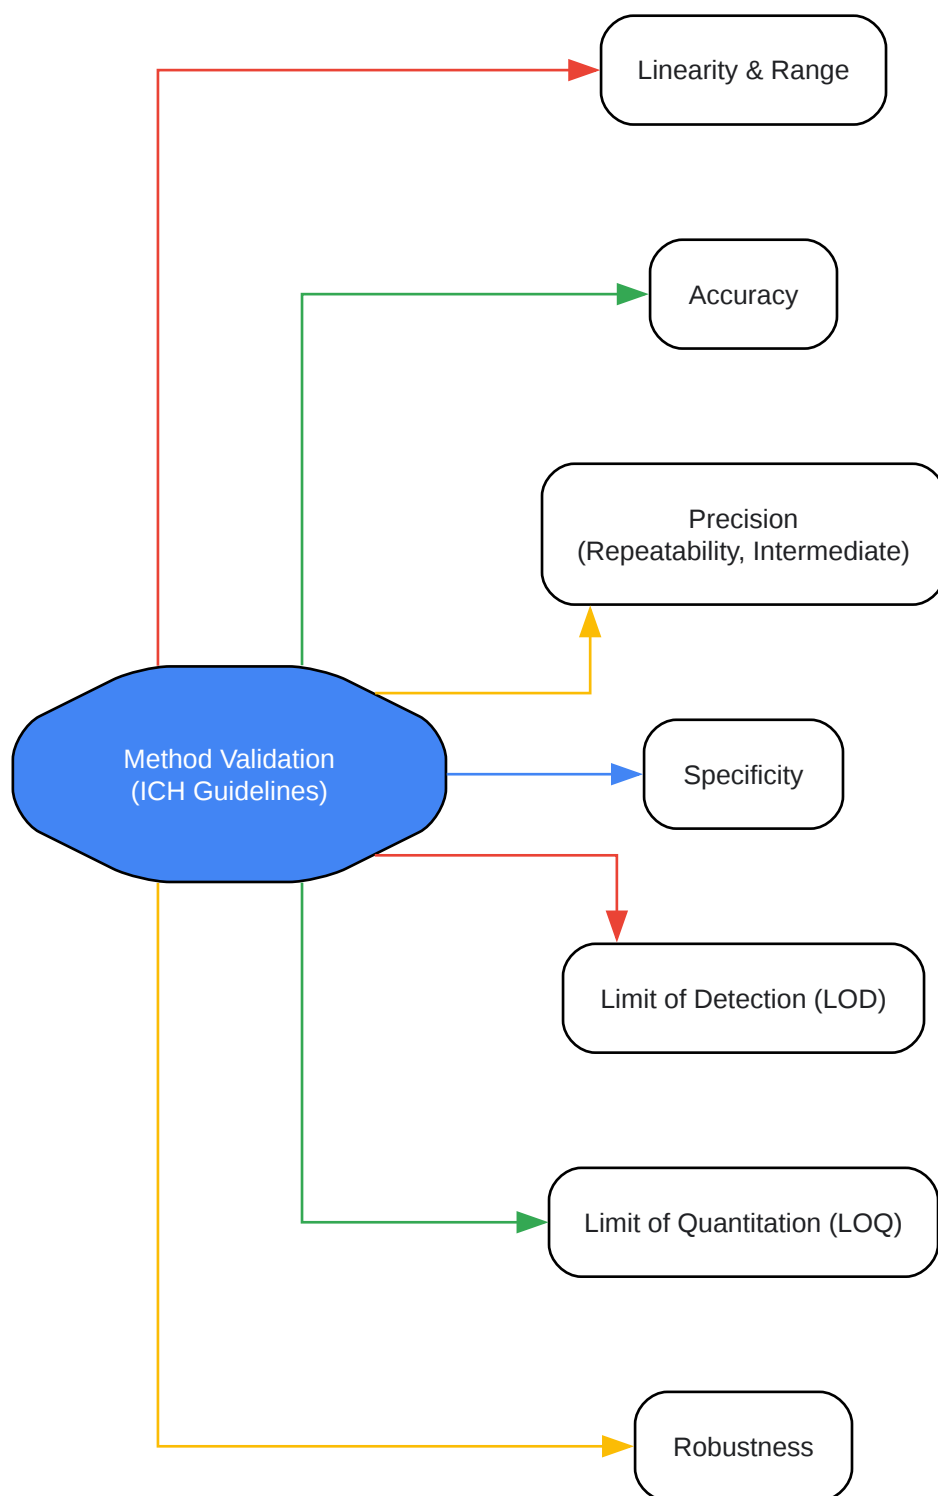 Linearity & Range
Accuracy
Precision
(Repeatability, Intermediate)
Method Validation
(ICH Guidelines)
Specificity
Limit of Detection (LOD)
Limit of Quantitation (LOQ)
Robustness